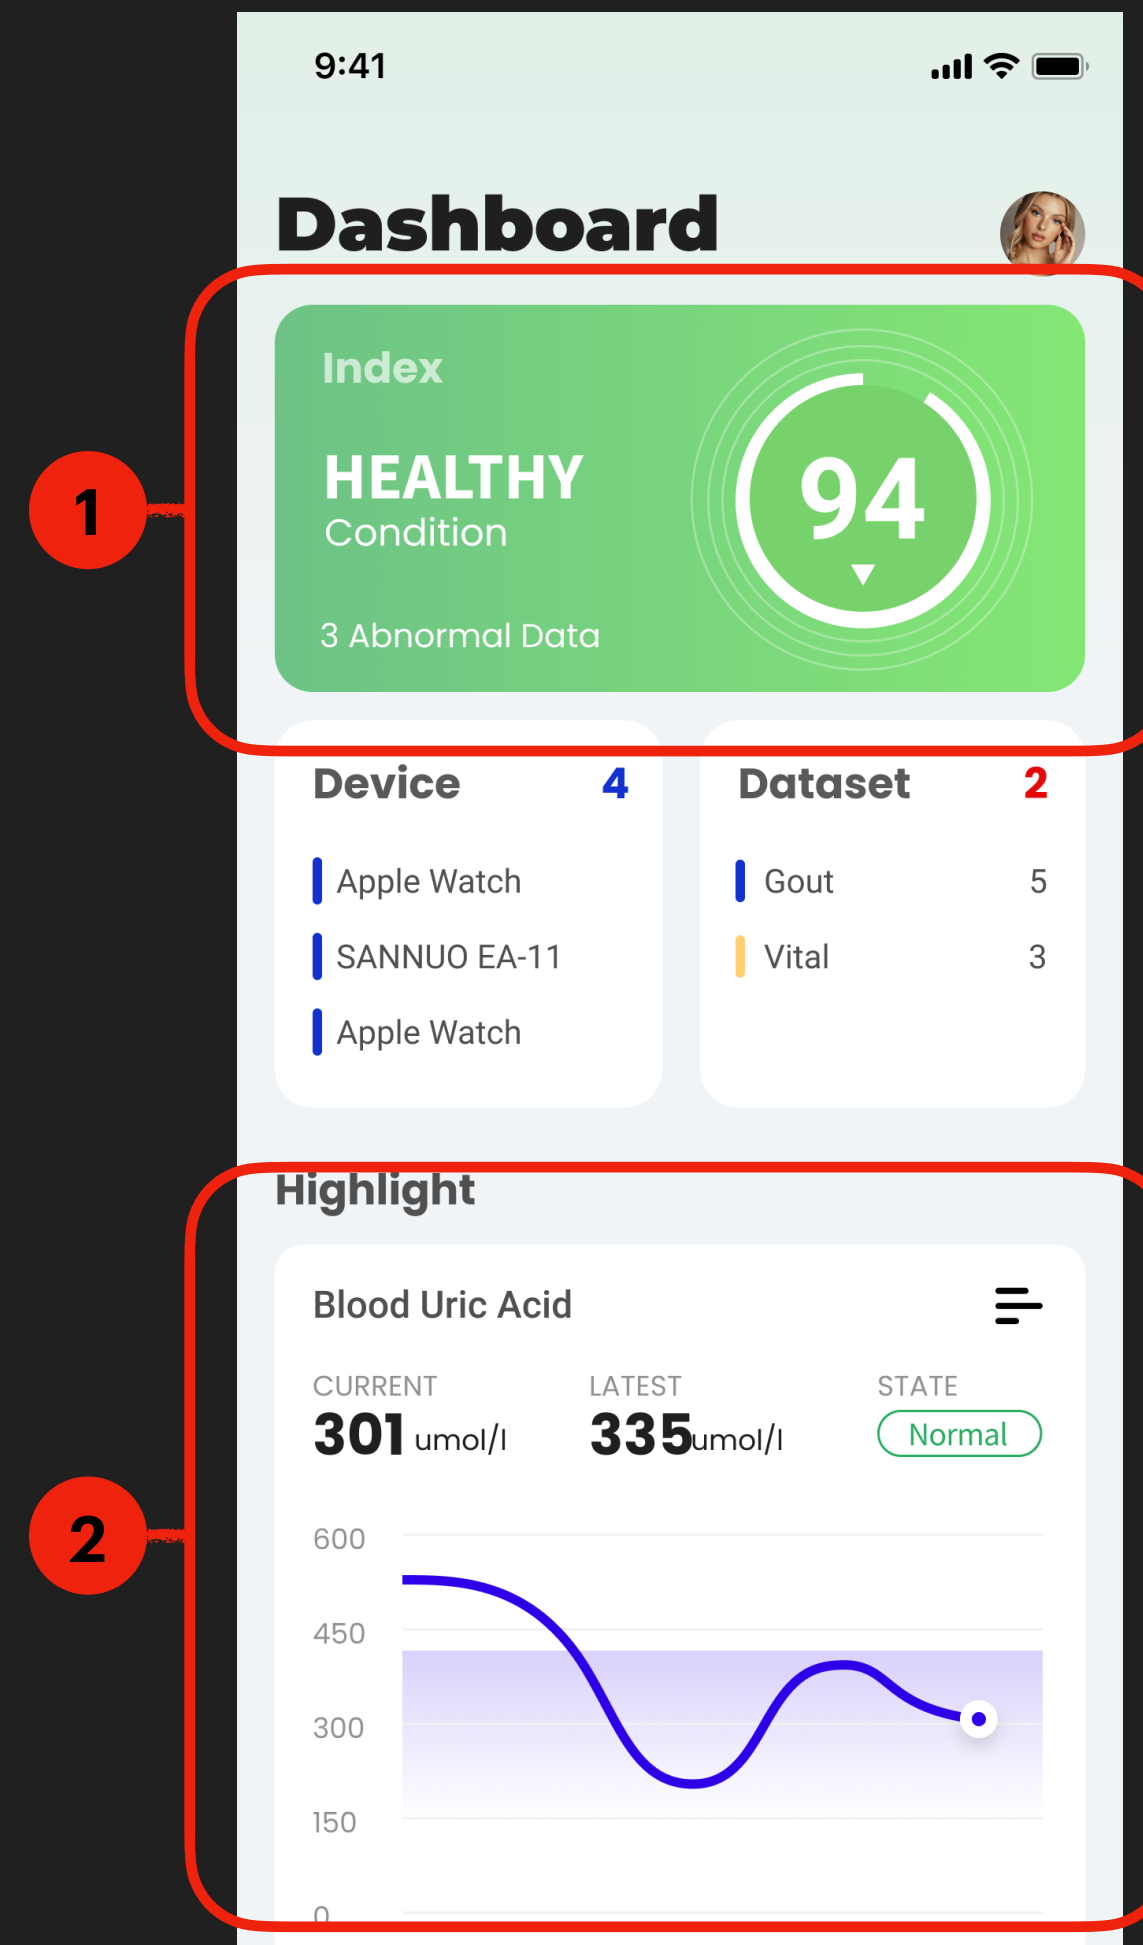 9:41
Dashboard
1
Index
HEALTHY
Condition
94
3 Abnormal Data
Device 4
Apple Watch
SANNUO EA-11
Apple Watch
Dataset 2
Gout 5
Vital 3
2
Highlight
Blood Uric Acid
CURRENT LATEST STATE
301 umol/l 335umol/l Normal
600
450
300
150
0